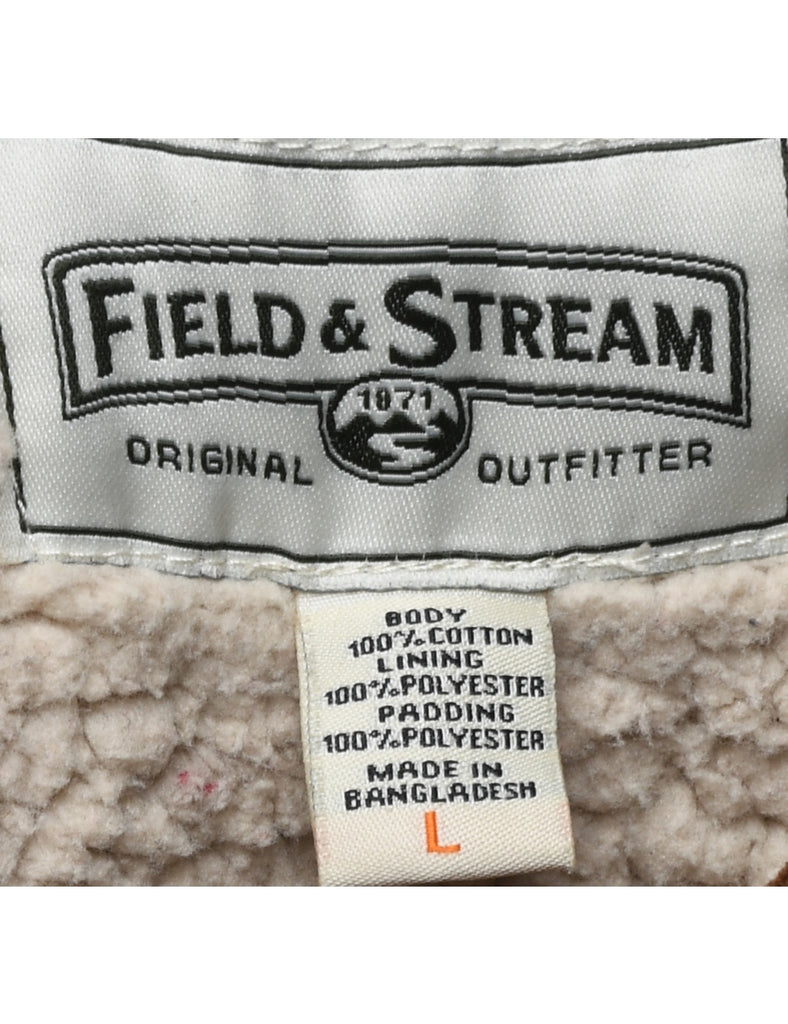 FIELD & STREAM
1871
ORIGINAL OUTFITTER
BODY
100% COTTON
LINING
100% POLYESTER
PADDING
100% POLYESTER
MADE IN
BANGLADESH
L